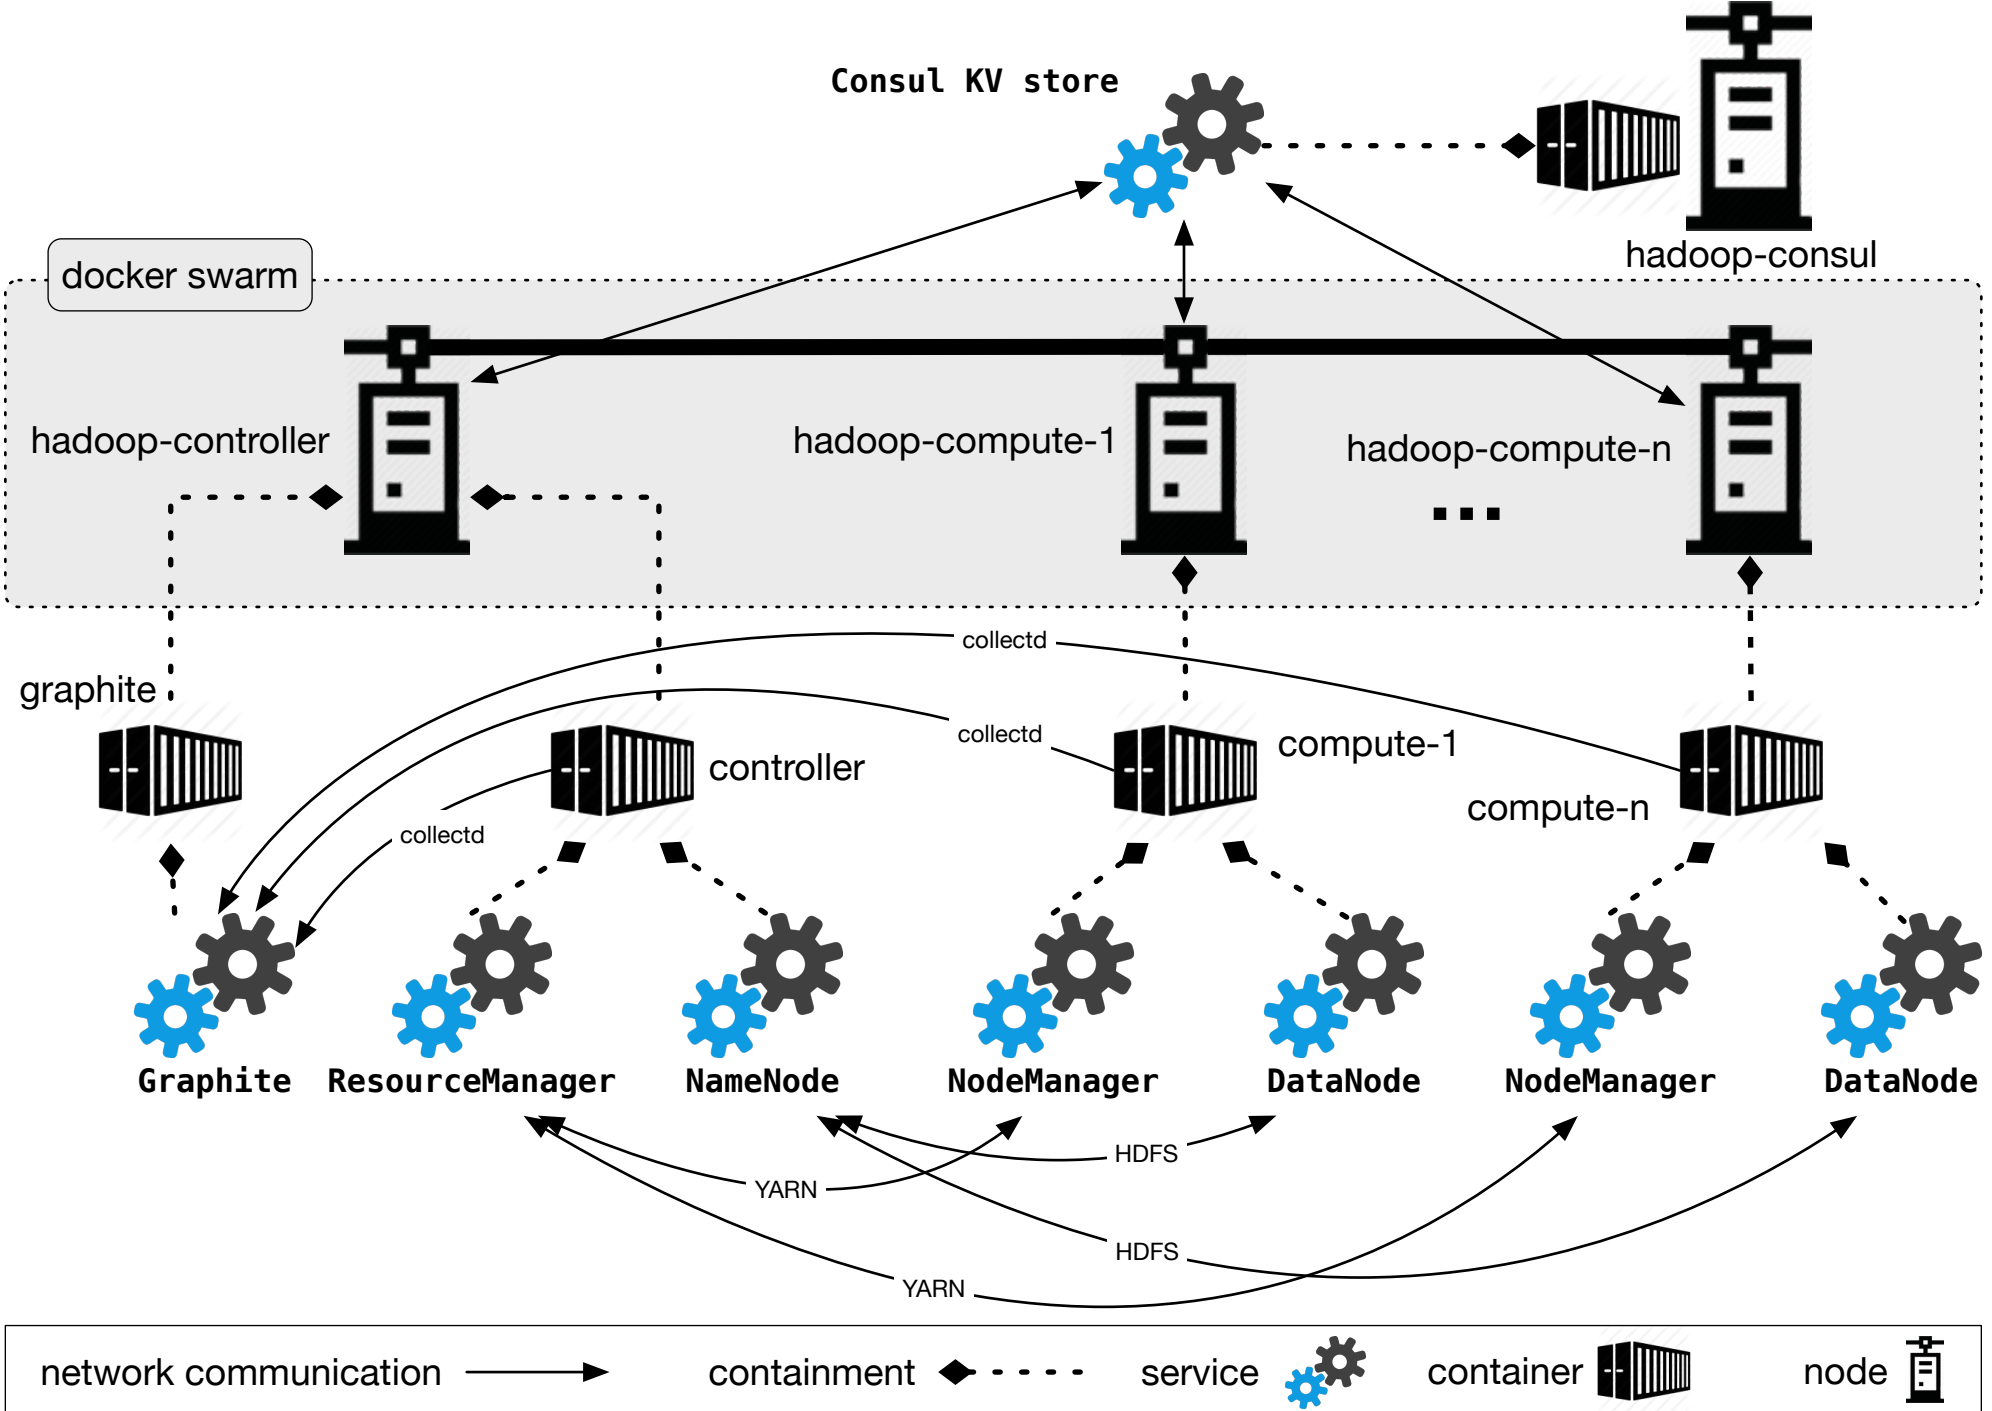 Consul KV store
hadoop-consul
docker swarm
hadoop-controller
hadoop-compute-1
hadoop-compute-n
...
collectd
graphite
collectd
compute-1
controller
compute-n
collectd
Graphite
ResourceManager
NameNode
NodeManager
DataNode
NodeManager
DataNode
HDFS
YARN
HDFS
YARN
network communication
containment
service
container
node